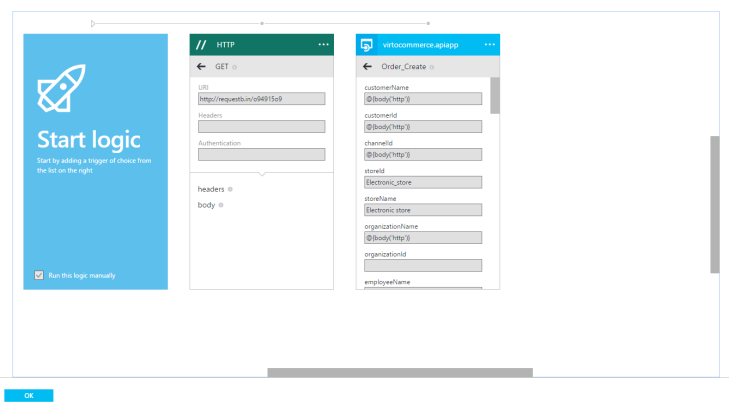 Start logic
Start by adding a trigger of choice from
the list on the right
Run this logic manually
// HTTP
GET
URI
http://requestb.in/o94915o9
Headers
Authentication
headers
body
virtocommerce.apiapp
Order_Create
customerName
@{body('http')}
customerId
@{body('http')}
channelId
@{body('http')}
storeId
Electronic_store
storeName
Electronic store
organizationName
@{body('http')}
organizationId
employeeName
OK